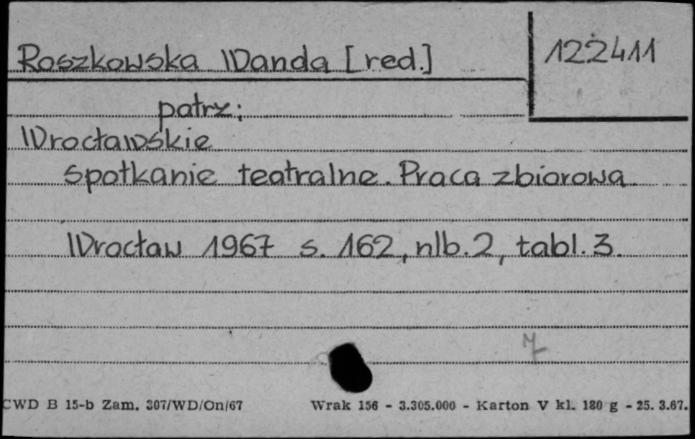 Roszkowska Wanda [red.]
122411
patrz:
Wrocławskie
spotkanie teatralne. Praca zbiorowa
Wrocław 1967 s. 162, nlb. 2, tabl. 3.
CWD B 15-b Zam. 307/WD/On/67 Wrak 156 - 3.305.000 - Karton V kl. 180 g - 25. 3.67.